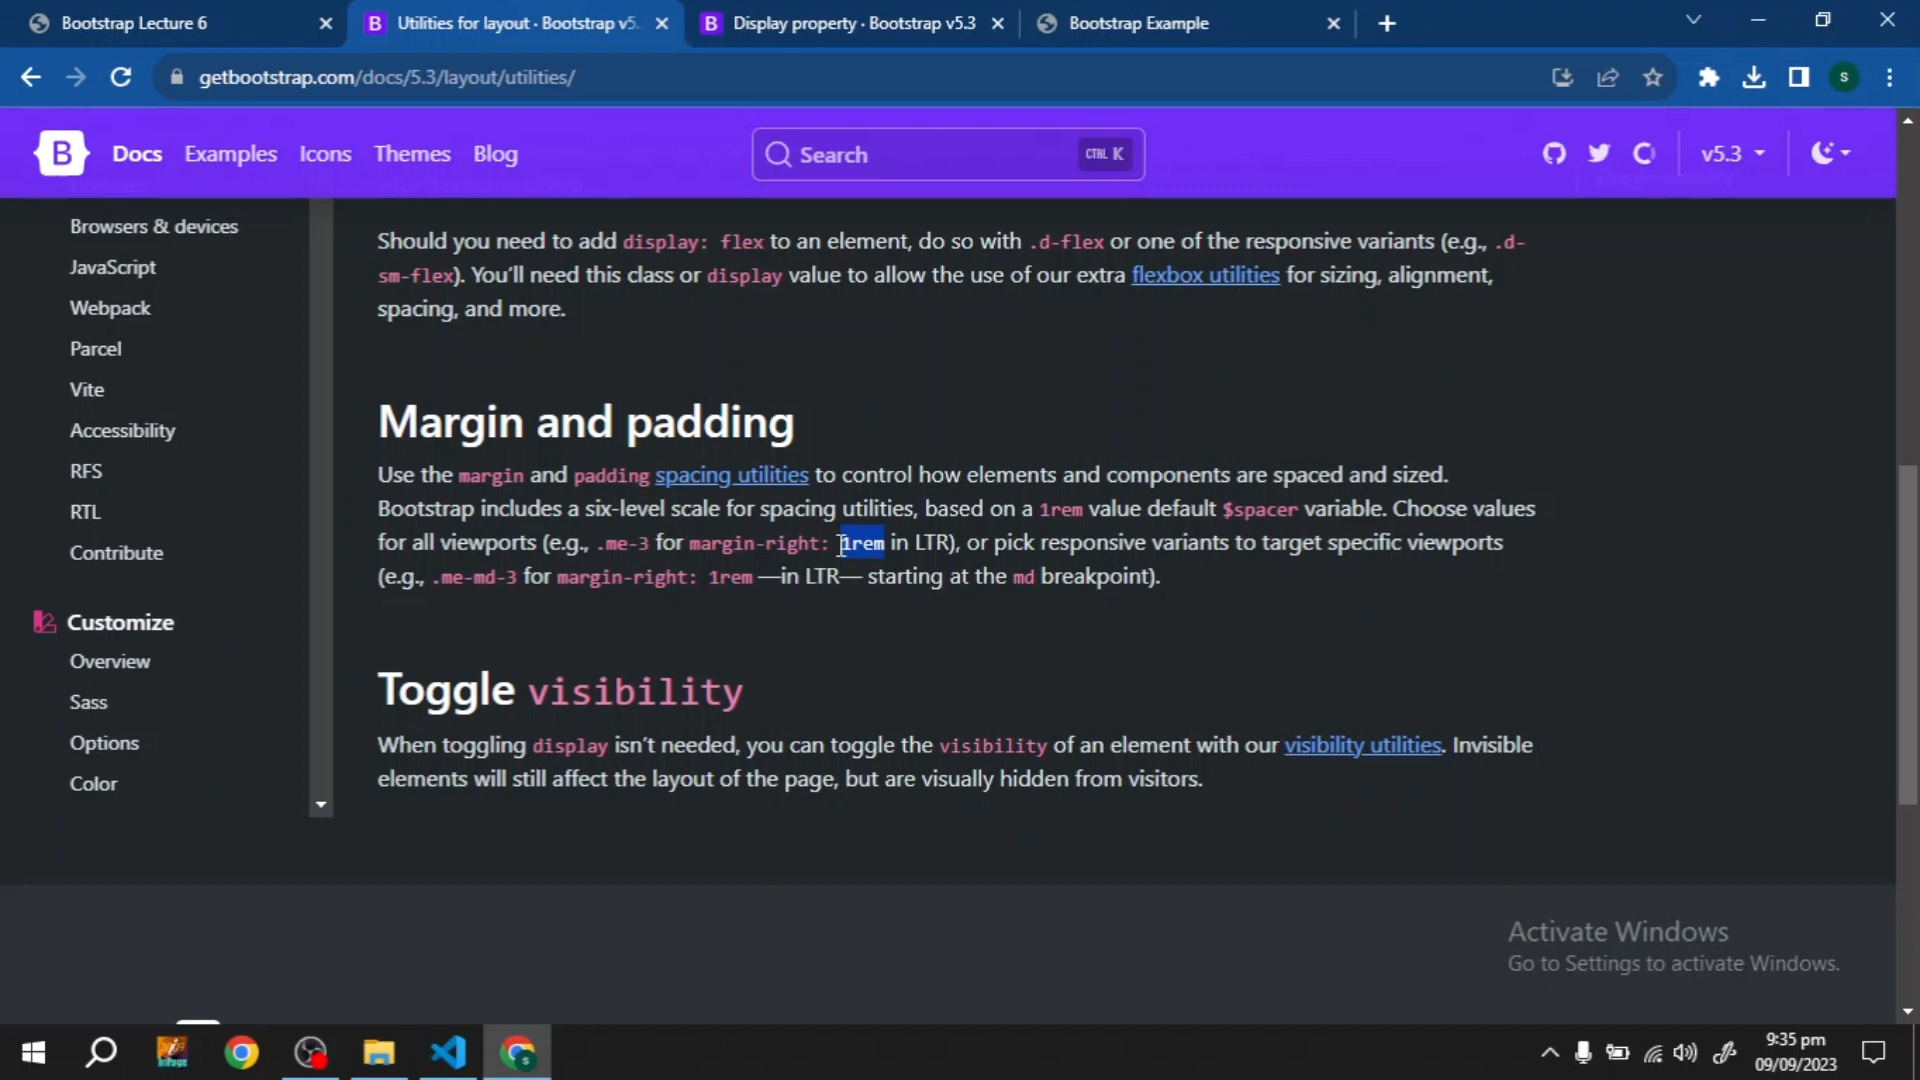 Bootstrap Lecture 6
Utilities for layout · Bootstrap v5.
Display property · Bootstrap v5.3
Bootstrap Example
getbootstrap.com/docs/5.3/layout/utilities/
S
B
Docs
Examples
Icons
Themes
Blog
Search
CTRL K
v5.3
Browsers & devices
JavaScript
Webpack
Parcel
Vite
Accessibility
RFS
RTL
Contribute
Customize
Overview
Sass
Options
Color
Should you need to add display: flex to an element, do so with .d-flex or one of the responsive variants (e.g., .d-
sm-flex). You'll need this class or display value to allow the use of our extra flexbox utilities for sizing, alignment,
spacing, and more.
Margin and padding
Use the margin and padding spacing utilities to control how elements and components are spaced and sized.
Bootstrap includes a six-level scale for spacing utilities, based on a 1rem value default $spacer variable. Choose values
for all viewports (e.g., .me-3 for margin-right: 1rem in LTR), or pick responsive variants to target specific viewports
(e.g., .me-md-3 for margin-right: 1rem —in LTR— starting at the md breakpoint).
Toggle visibility
When toggling display isn't needed, you can toggle the visibility of an element with our visibility utilities. Invisible
elements will still affect the layout of the page, but are visually hidden from visitors.
Activate Windows
Go to Settings to activate Windows.
9:35 pm
09/09/2023